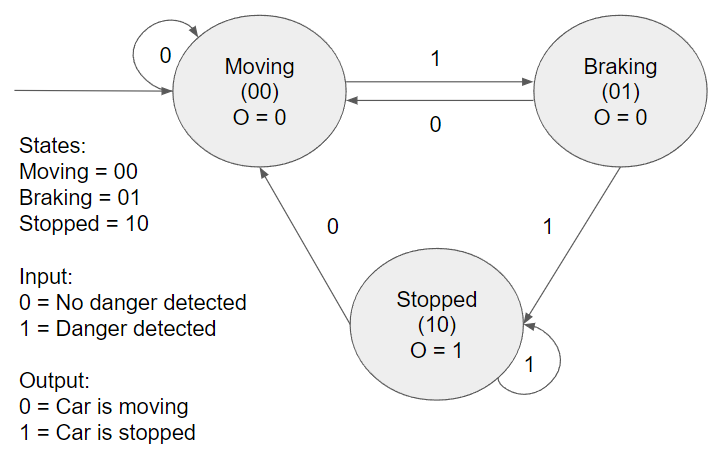 0
Moving
(00)
O = 0
1
0
Braking
(01)
O = 0
States:
Moving = 00
Braking = 01
Stopped = 10
0
1
Input:
0 = No danger detected
1 = Danger detected
Stopped
(10)
O = 1
1
Output:
0 = Car is moving
1 = Car is stopped